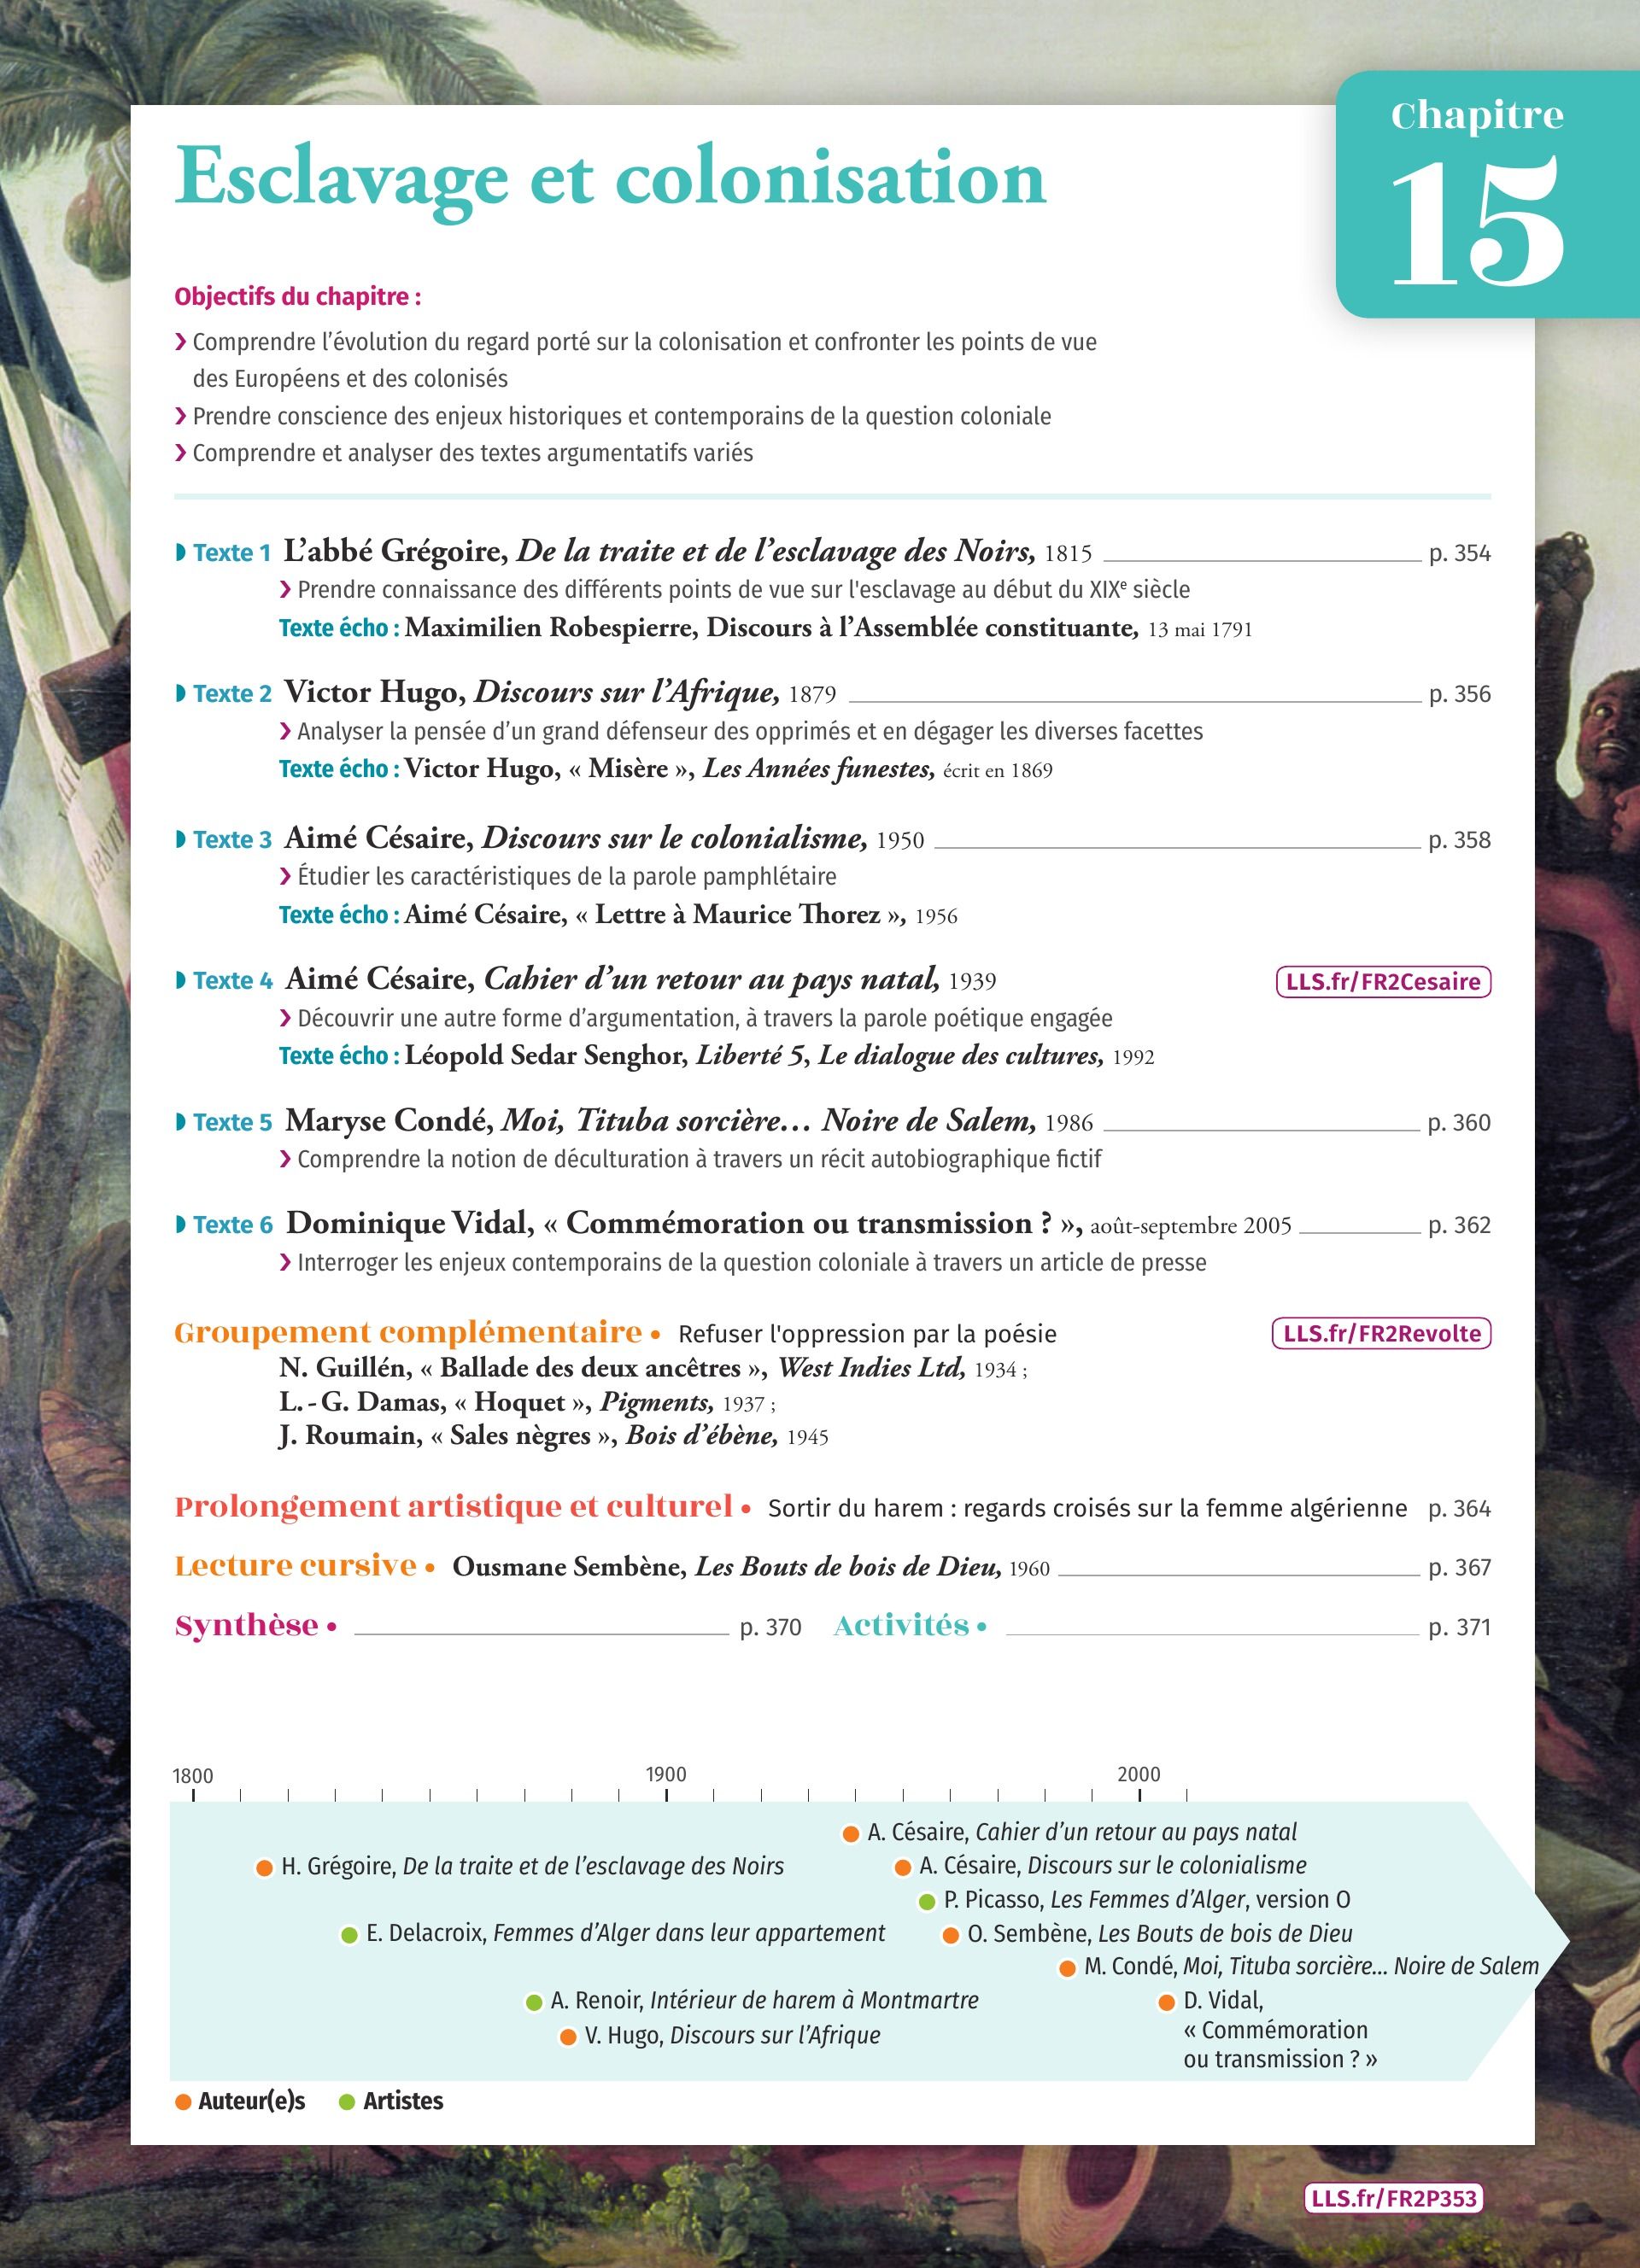 Chapitre
15
Esclavage et colonisation
Objectifs du chapitre :
❯ Comprendre l’évolution du regard porté sur la colonisation et confronter les points de vue
des Européens et des colonisés
❯ Prendre conscience des enjeux historiques et contemporains de la question coloniale
❯ Comprendre et analyser des textes argumentatifs variés
Texte 1 L’abbé Grégoire, De la traite et de l’esclavage des Noirs, 1815 p. 354
❯ Prendre connaissance des différents points de vue sur l'esclavage au début du XIXe siècle
Texte écho : Maximilien Robespierre, Discours à l’Assemblée constituante, 13 mai 1791
Texte 2 Victor Hugo, Discours sur l’Afrique, 1879 p. 356
❯ Analyser la pensée d’un grand défenseur des opprimés et en dégager les diverses facettes
Texte écho : Victor Hugo, « Misère », Les Années funestes, écrit en 1869
Texte 3 Aimé Césaire, Discours sur le colonialisme, 1950 p. 358
❯ Étudier les caractéristiques de la parole pamphlétaire
Texte écho : Aimé Césaire, « Lettre à Maurice Thorez », 1956
Texte 4 Aimé Césaire, Cahier d’un retour au pays natal, 1939 LLS.fr/FR2Cesaire
❯ Découvrir une autre forme d’argumentation, à travers la parole poétique engagée
Texte écho : Léopold Sedar Senghor, Liberté 5, Le dialogue des cultures, 1992
Texte 5 Maryse Condé, Moi, Tituba sorcière… Noire de Salem, 1986 p. 360
❯ Comprendre la notion de déculturation à travers un récit autobiographique fictif
Texte 6 Dominique Vidal, « Commémoration ou transmission ? », août-septembre 2005 p. 362
❯ Interroger les enjeux contemporains de la question coloniale à travers un article de presse
Groupement complémentaire • Refuser l'oppression par la poésie LLS.fr/FR2Revolte
N. Guillén, « Ballade des deux ancêtres », West Indies Ltd, 1934 ;
L.-G. Damas, « Hoquet », Pigments, 1937 ;
J. Roumain, « Sales nègres », Bois d’ébène, 1945
Prolongement artistique et culturel • Sortir du harem : regards croisés sur la femme algérienne p. 364
Lecture cursive • Ousmane Sembène, Les Bouts de bois de Dieu, 1960 p. 367
Synthèse • p. 370 Activités • p. 371
1800 1900 2000
A. Césaire, Cahier d’un retour au pays natal
H. Grégoire, De la traite et de l’esclavage des Noirs
A. Césaire, Discours sur le colonialisme
P. Picasso, Les Femmes d’Alger, version O
E. Delacroix, Femmes d’Alger dans leur appartement
O. Sembène, Les Bouts de bois de Dieu
M. Condé, Moi, Tituba sorcière... Noire de Salem
A. Renoir, Intérieur de harem à Montmartre
D. Vidal,
« Commémoration
ou transmission ? »
V. Hugo, Discours sur l’Afrique
Auteur(e)s Artistes
LLS.fr/FR2P353